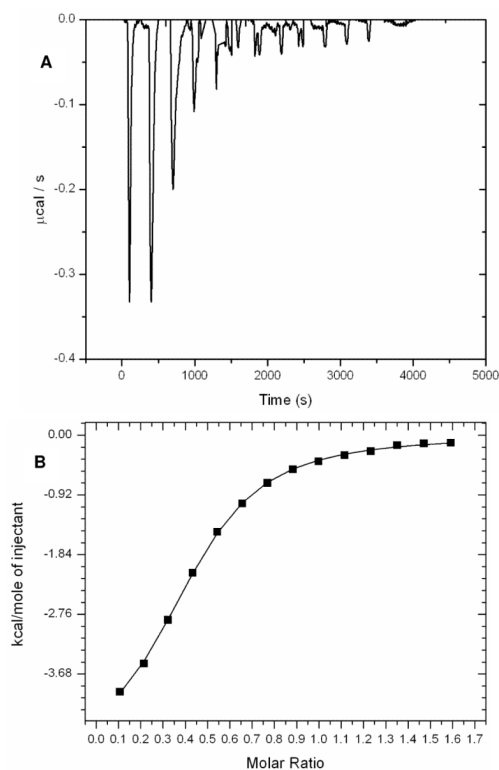 0.0
A
-0.1
μcal / s
-0.2
-0.3
-0.4
0 1000 2000 3000 4000 5000
Time (s)
B
0.00
-0.92
-1.84
kcal/mole of injectant
-2.76
-3.68
0.0 0.1 0.2 0.3 0.4 0.5 0.6 0.7 0.8 0.9 1.0 1.1 1.2 1.3 1.4 1.5 1.6 1.7
Molar Ratio